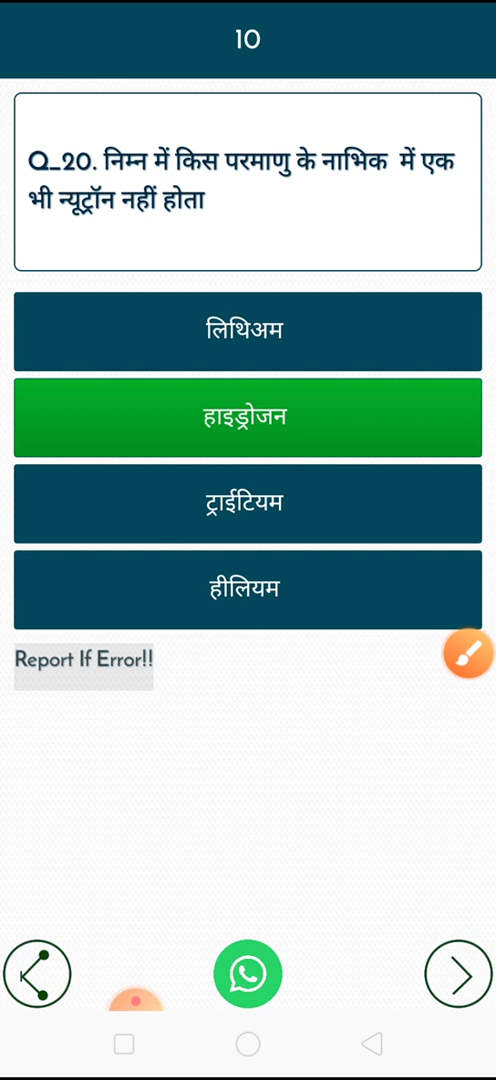 10
Q_20. निम्न में किस परमाणु के नाभिक में एक
भी न्यूट्रॉन नहीं होता
लिथिअम
हाइड्रोजन
ट्राईटियम
हीलियम
Report If Error!!